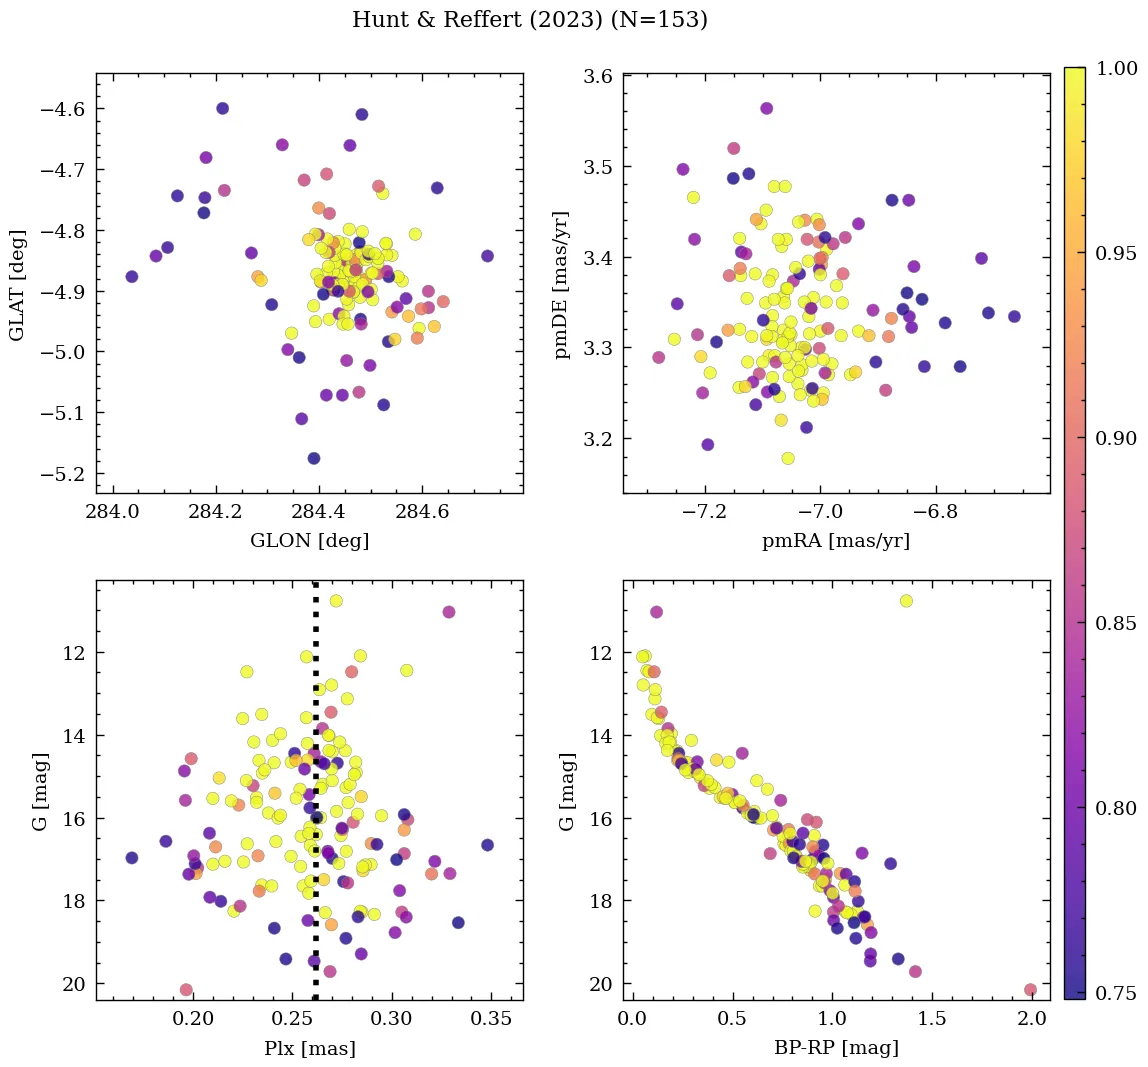 Hunt & Reffert (2023) (N=153)
−4.6
−4.7
−4.8
−4.9
−5.0
−5.1
−5.2
GLAT [deg]
284.0 284.2 284.4 284.6
GLON [deg]
3.6
3.5
3.4
3.3
3.2
pmDE [mas/yr]
−7.2 −7.0 −6.8
pmRA [mas/yr]
12
14
16
18
20
G [mag]
0.20 0.25 0.30 0.35
Plx [mas]
12
14
16
18
20
G [mag]
0.0 0.5 1.0 1.5 2.0
BP-RP [mag]
1.00
0.95
0.90
0.85
0.80
0.75